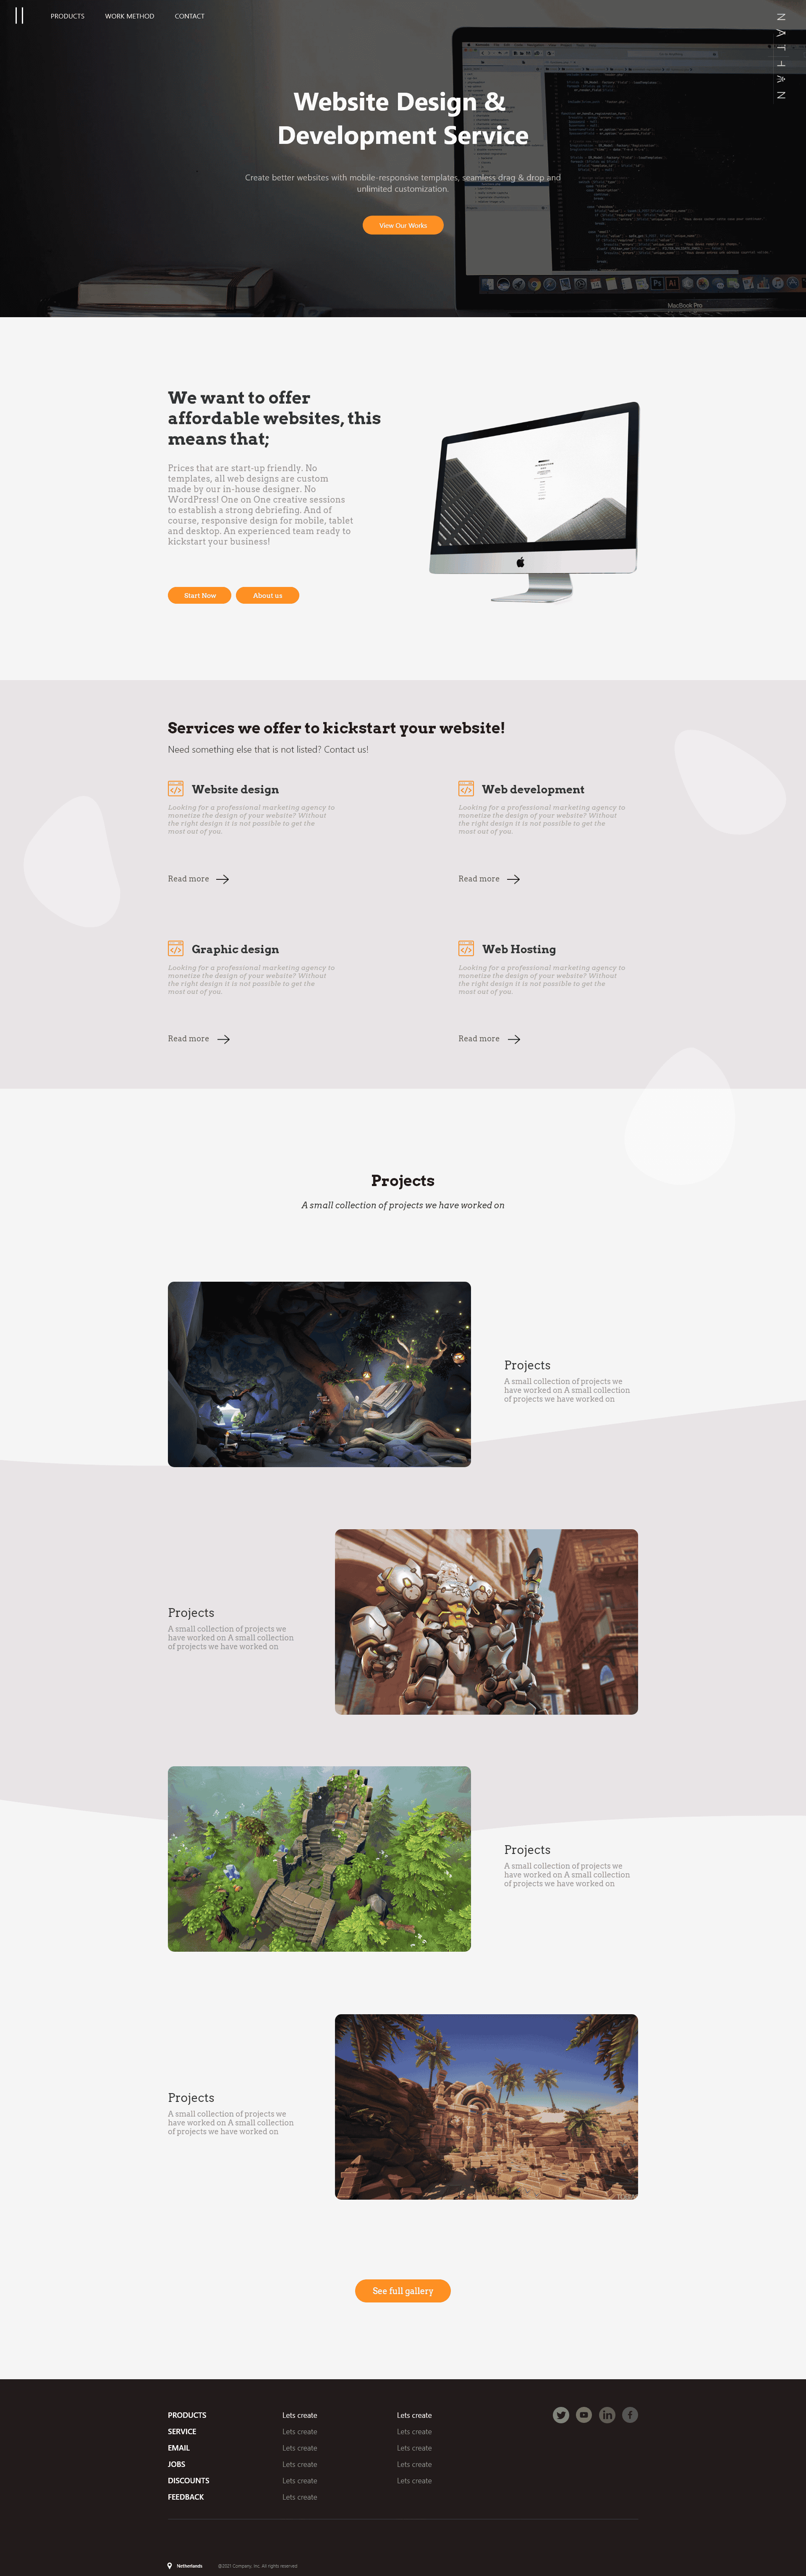 PRODUCTS WORK METHOD CONTACT
NATHAN
Website Design &
Development Service
Create better websites with mobile-responsive templates, seamless drag & drop and
unlimited customization.
View Our Works
MacBook Pro
We want to offer
affordable websites, this
means that;
Prices that are start-up friendly. No
templates, all web designs are custom
made by our in-house designer. No
WordPress! One on One creative sessions
to establish a strong debriefing. And of
course, responsive design for mobile, tablet
and desktop. An experienced team ready to
kickstart your business!
Start Now About us
Services we offer to kickstart your website!
Need something else that is not listed? Contact us!
Website design
Looking for a professional marketing agency to
monetize the design of your website? Without
the right design it is not possible to get the
most out of you.
Read more
Web development
Looking for a professional marketing agency to
monetize the design of your website? Without
the right design it is not possible to get the
most out of you.
Read more
Graphic design
Looking for a professional marketing agency to
monetize the design of your website? Without
the right design it is not possible to get the
most out of you.
Read more
Web Hosting
Looking for a professional marketing agency to
monetize the design of your website? Without
the right design it is not possible to get the
most out of you.
Read more
Projects
A small collection of projects we have worked on
Projects
A small collection of projects we
have worked on A small collection
of projects we have worked on
Projects
A small collection of projects we
have worked on A small collection
of projects we have worked on
Projects
A small collection of projects we
have worked on A small collection
of projects we have worked on
Projects
A small collection of projects we
have worked on A small collection
of projects we have worked on
See full gallery
PRODUCTS Lets create Lets create
SERVICE Lets create Lets create
EMAIL Lets create Lets create
JOBS Lets create Lets create
DISCOUNTS Lets create Lets create
FEEDBACK Lets create
Netherlands ©2021 Company, Inc. All rights reserved